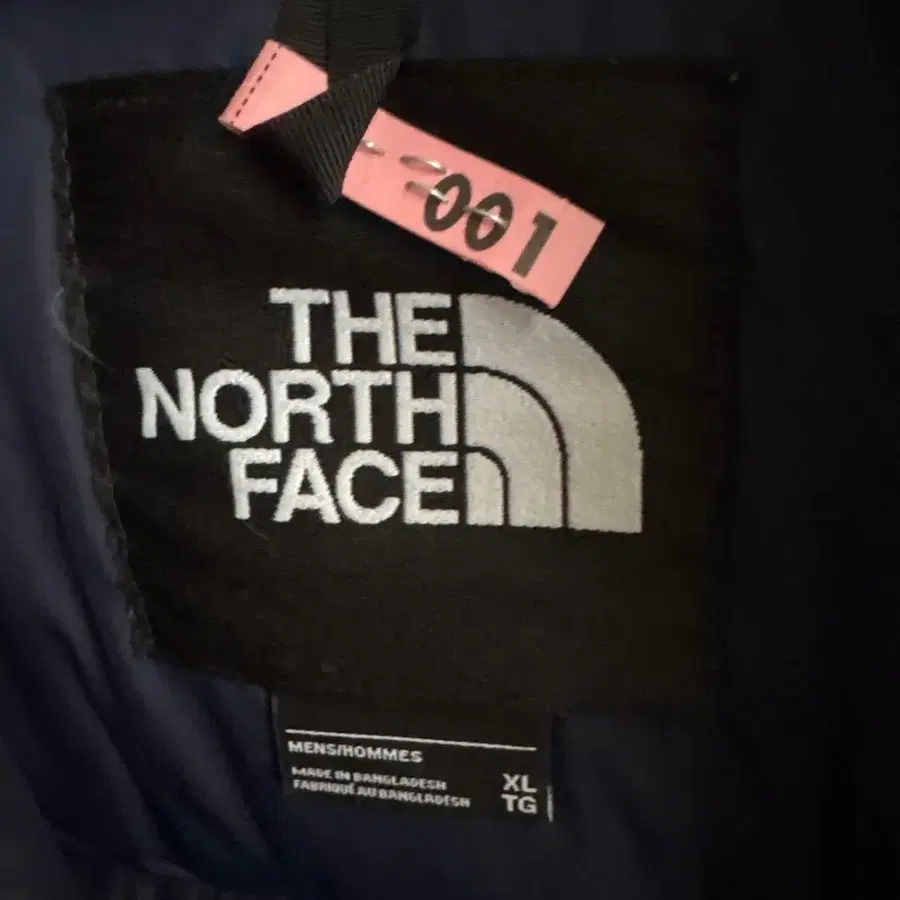 001
THE
NORTH
FACE
MENS/HOMMES
MADE IN BANGLADESH
FABRIQUÉ AU BANGLADESH
XL
TG